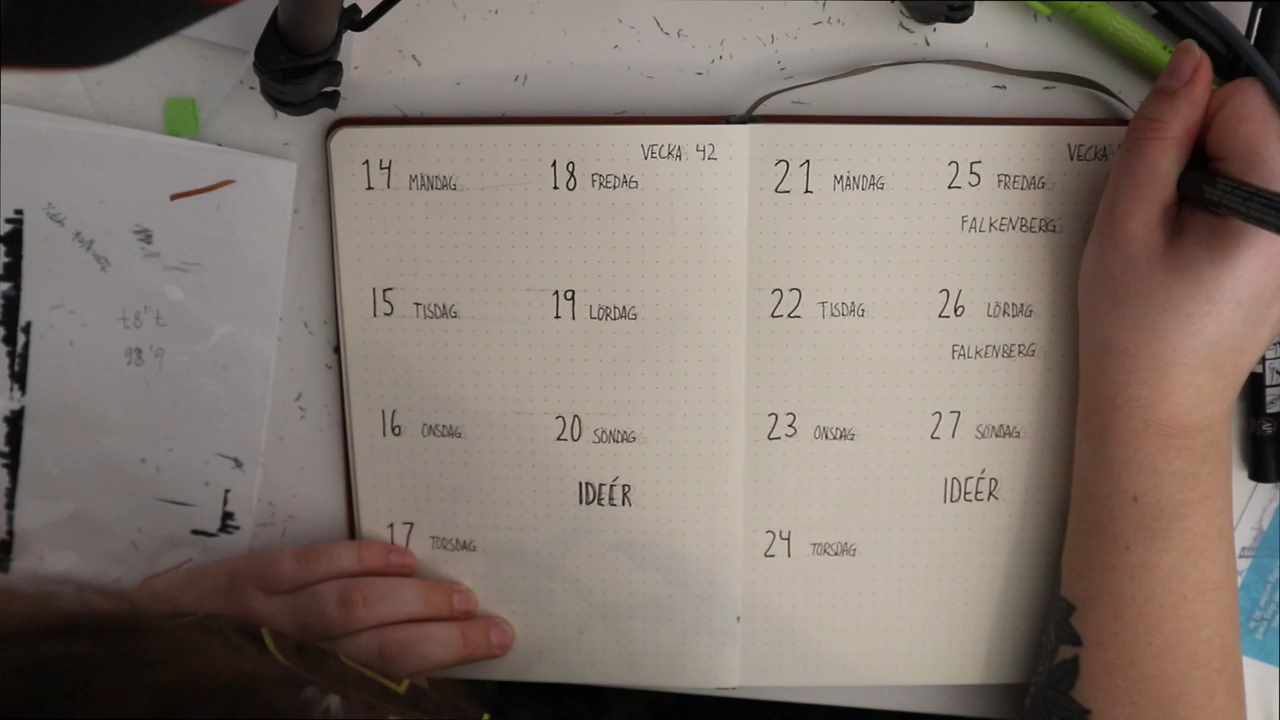 VECKA 42
14 MÅNDAG
18 FREDAG
15 TISDAG
19 LÖRDAG
16 ONSDAG
20 SÖNDAG
IDEÉR
17 TORSDAG
VECKA
21 MÅNDAG
25 FREDAG
FALKENBERG
22 TISDAG
26 LÖRDAG
FALKENBERG
23 ONSDAG
27 SÖNDAG
IDEÉR
24 TORSDAG